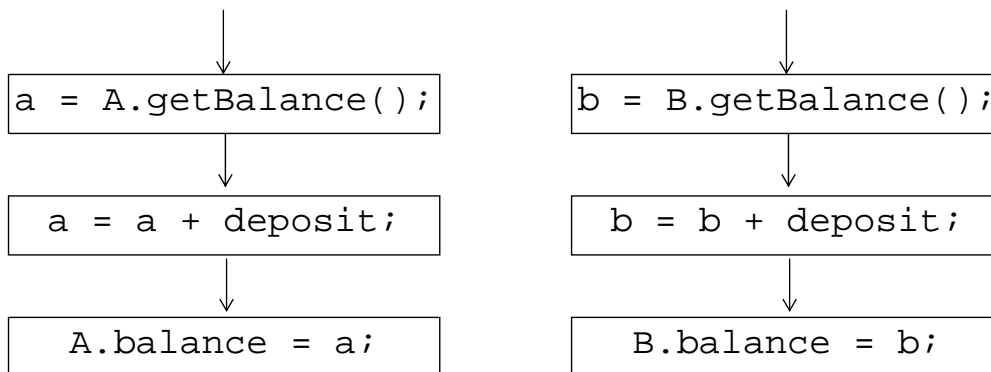 a = A.getBalance();
b = B.getBalance();
a = a + deposit;
b = b + deposit;
A.balance = a;
B.balance = b;